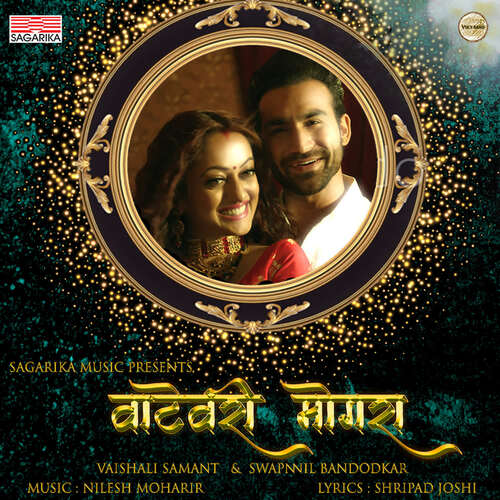 SAGARIKA
SAGARIKA MUSIC PRESENTS,
वाटेवरी मोगरा
VAISHALI SAMANT & SWAPNIL BANDODKAR
MUSIC : NILESH MOHARIR LYRICS : SHRIPAD JOSHI